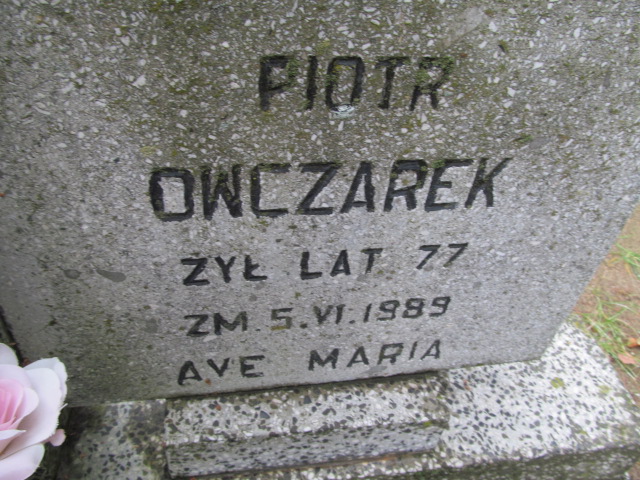 PIOTR
OWCZAREK
ŻYŁ LAT 77
ZM. 5.VI.1989
AVE MARIA